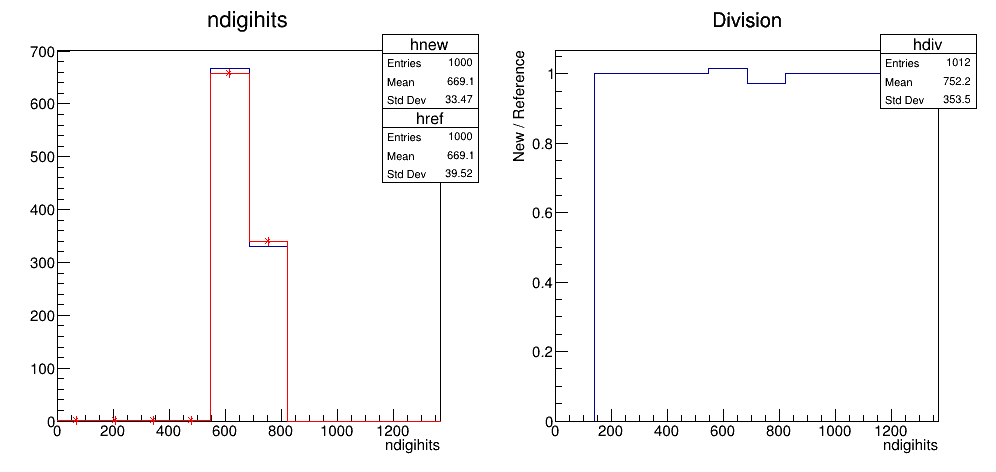 ndigihits
hnew
Entries 1000
Mean 669.1
Std Dev 33.47
href
Entries 1000
Mean 669.1
Std Dev 39.52
700
600
500
400
300
200
100
0
0 200 400 600 800 1000 1200
ndigihits
Division
hdiv
Entries 1012
Mean 752.2
Std Dev 353.5
New / Reference
1
0.8
0.6
0.4
0.2
0
0 200 400 600 800 1000 1200
ndigihits